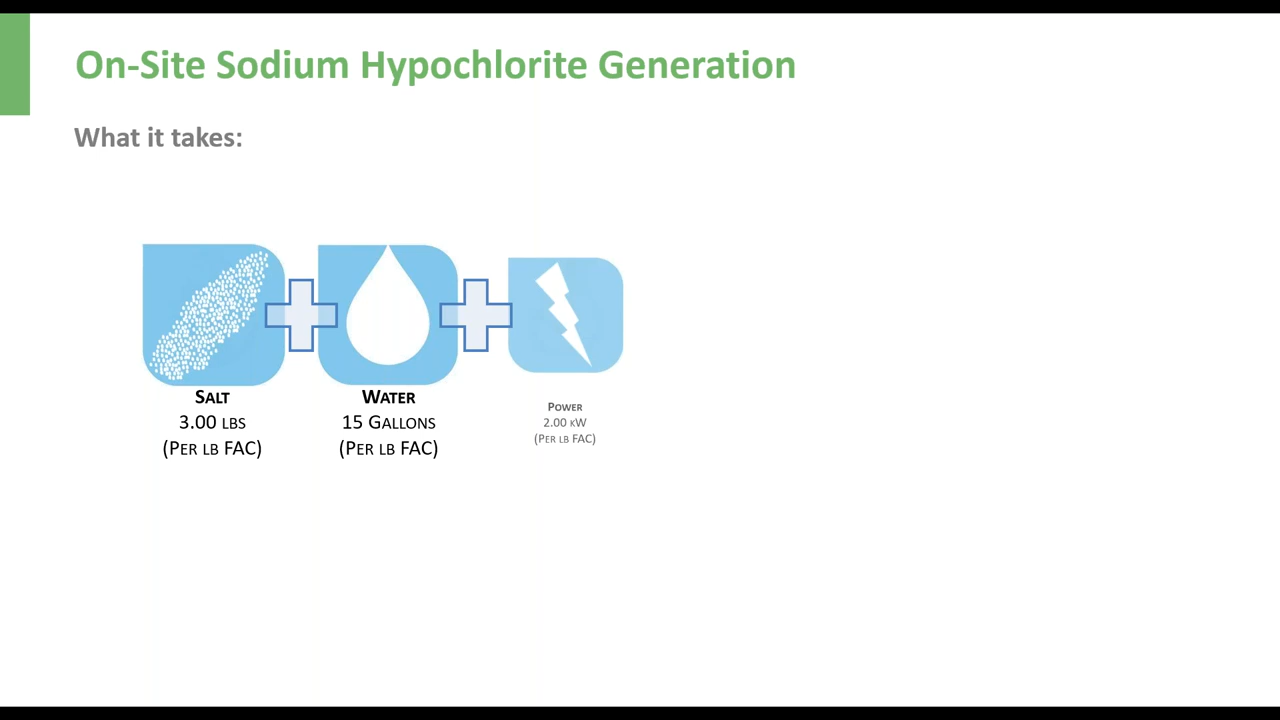 On-Site Sodium Hypochlorite Generation
What it takes:
Salt
3.00 lbs
(Per lb FAC)
Water
15 Gallons
(Per lb FAC)
Power
2.00 kW
(Per lb FAC)